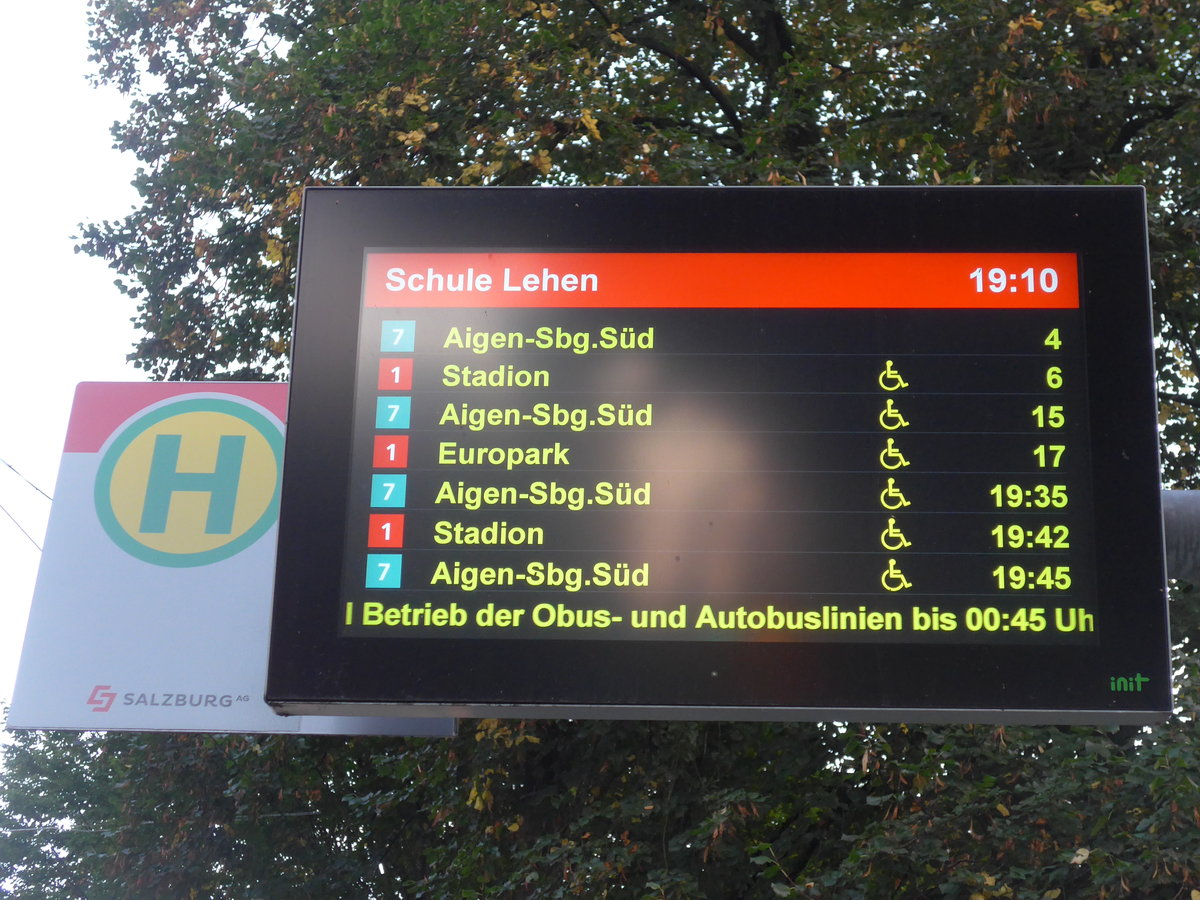 Schule Lehen 19:10
7 Aigen-Sbg.Süd 4
1 Stadion 6
7 Aigen-Sbg.Süd 15
1 Europark 17
7 Aigen-Sbg.Süd 19:35
1 Stadion 19:42
7 Aigen-Sbg.Süd 19:45
l Betrieb der Obus- und Autobuslinien bis 00:45 Uh
init
H
SALZBURG AG